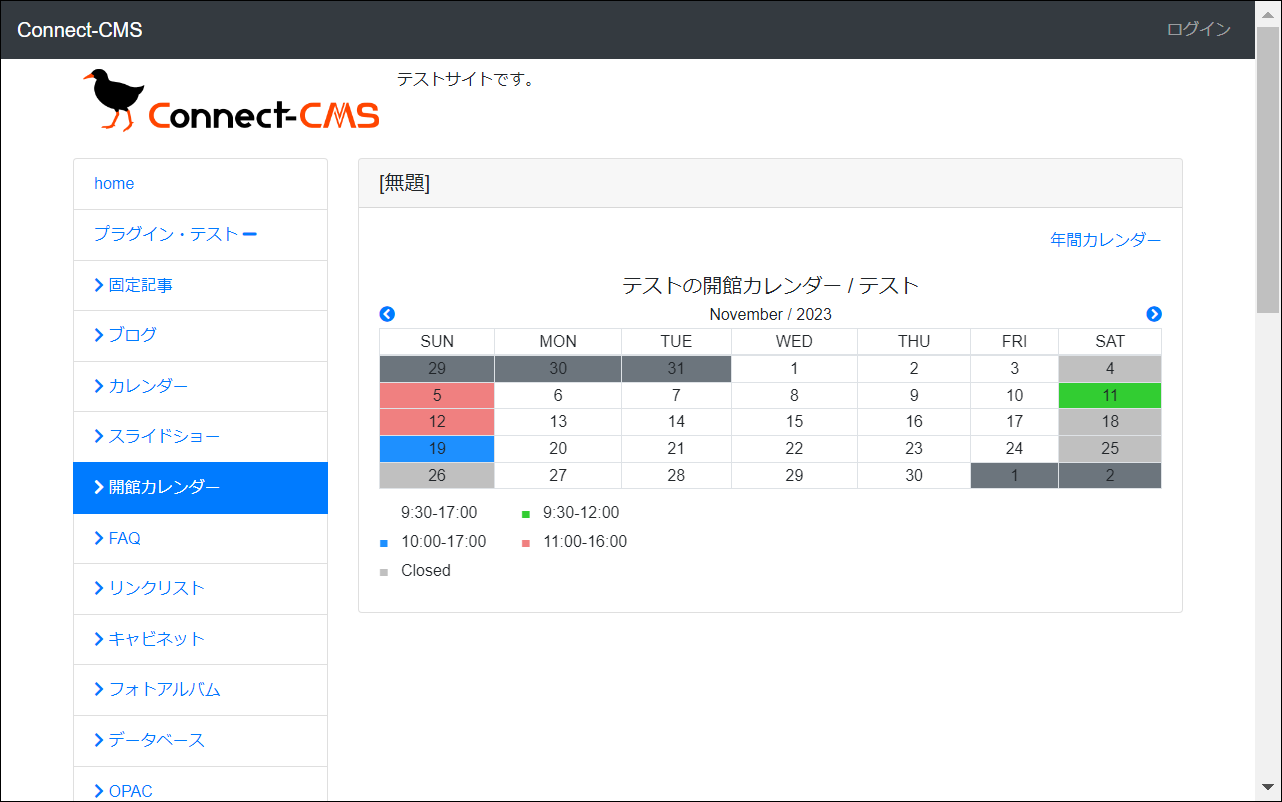 Connect-CMS ログイン
Connect-CMS
テストサイトです。
home
プラグイン・テスト
固定記事
ブログ
カレンダー
スライドショー
開館カレンダー
FAQ
リンクリスト
キャビネット
フォトアルバム
データベース
OPAC
[無題]
年間カレンダー
テストの開館カレンダー / テスト
November / 2023
SUN MON TUE WED THU FRI SAT
29 30 31 1 2 3 4
5 6 7 8 9 10 11
12 13 14 15 16 17 18
19 20 21 22 23 24 25
26 27 28 29 30 1 2
9:30-17:00 9:30-12:00
10:00-17:00 11:00-16:00
Closed